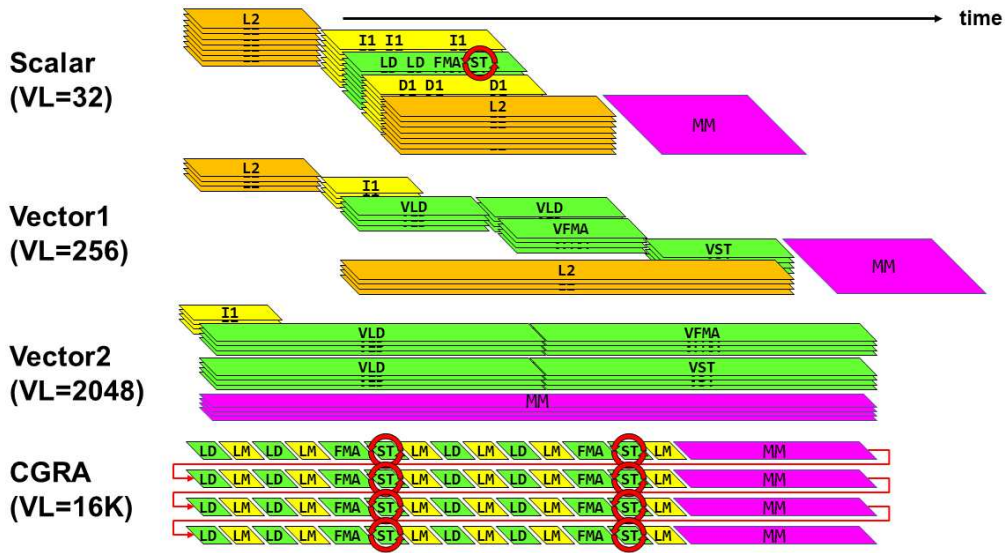 L2
time
I1 I1 I1
Scalar
(VL=32)
LD LD FMA ST
D1 D1 D1
L2
MM
L2
I1
Vector1
(VL=256)
VLD VLD
VFMA
VST
MM
L2
I1
Vector2
(VL=2048)
VLD VFMA
VLD VST
MM
CGRA
(VL=16K)
LD LM LD LM FMA ST LM LD LM LD LM FMA ST LM MM
LD LM LD LM FMA ST LM LD LM LD LM FMA ST LM MM
LD LM LD LM FMA ST LM LD LM LD LM FMA ST LM MM
LD LM LD LM FMA ST LM LD LM LD LM FMA ST LM MM